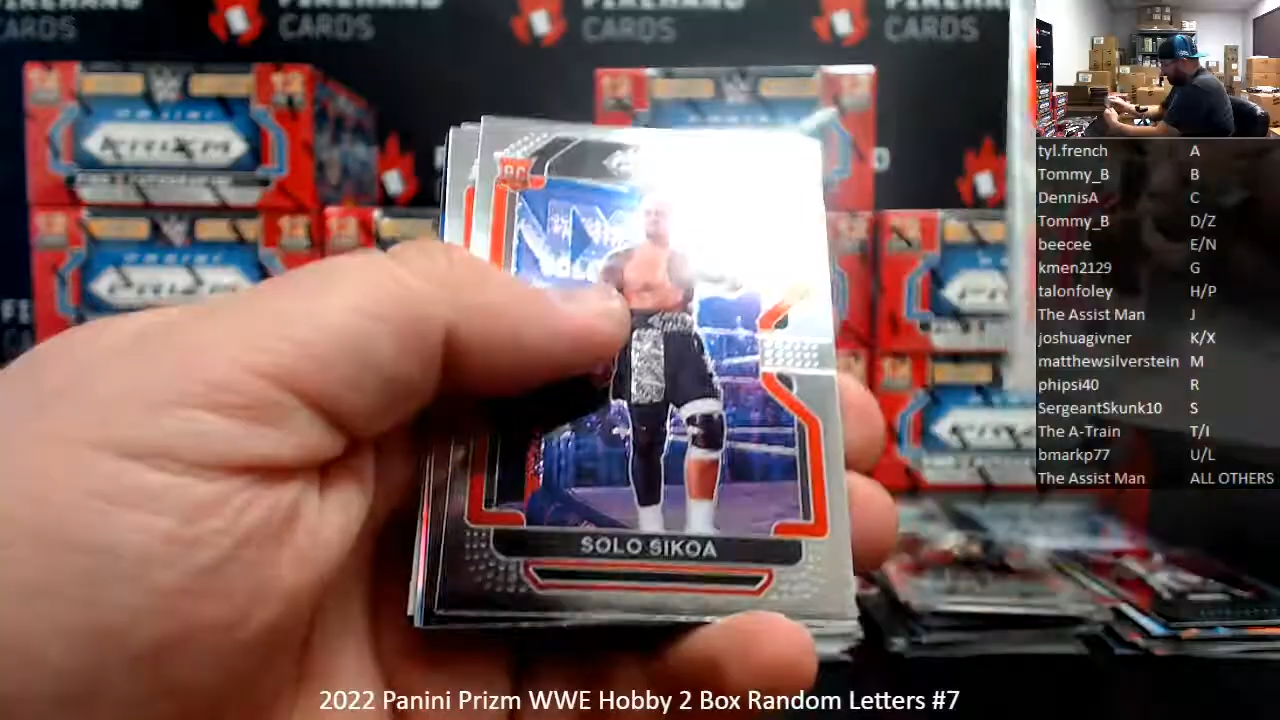 FIREHAND
CARDS
CARDS
CARDS
PRIZM
PRIZM
RC
SOLO SIKOA
tyl.french A
Tommy_B B
DennisA C
Tommy_B D/Z
beecee E/N
kmen2129 G
talonfoley H/P
The Assist Man J
joshuagivner K/X
matthewsilverstein M
phipsi40 R
SergeantSkunk10 S
The A-Train T/I
bmarkp77 U/L
The Assist Man ALL OTHERS
2022 Panini Prizm WWE Hobby 2 Box Random Letters #7